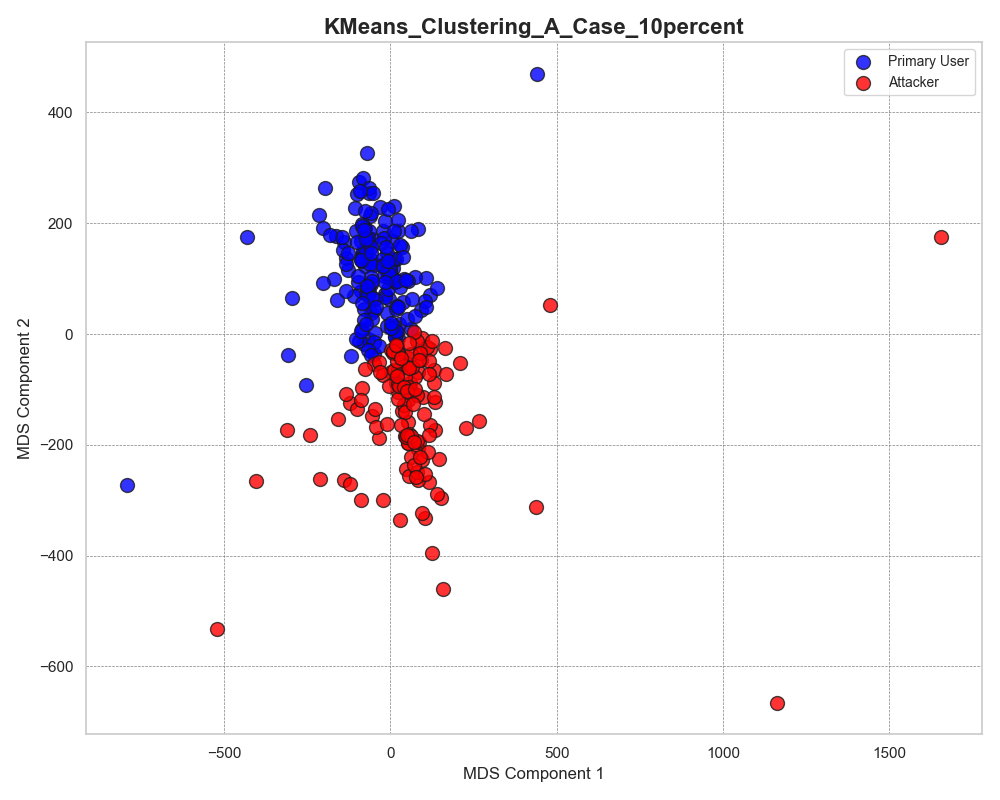 KMeans_Clustering_A_Case_10percent
Primary User
Attacker
400
200
0
−200
−400
−600
MDS Component 2
−500
0
500
1000
1500
MDS Component 1